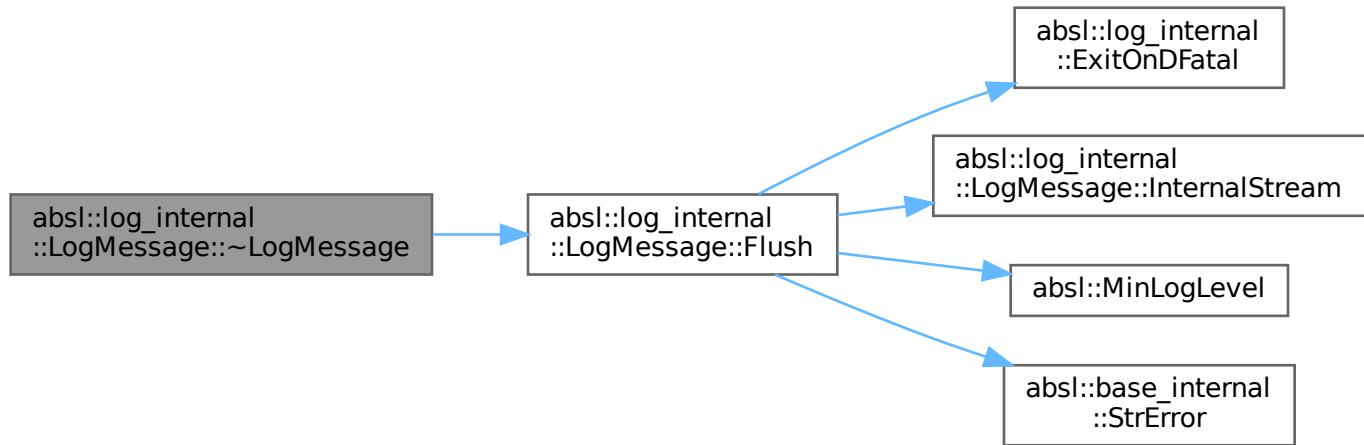 absl::log_internal
::LogMessage::~LogMessage
absl::log_internal
::LogMessage::Flush
absl::log_internal
::ExitOnDFatal
absl::log_internal
::LogMessage::InternalStream
absl::MinLogLevel
absl::base_internal
::StrError